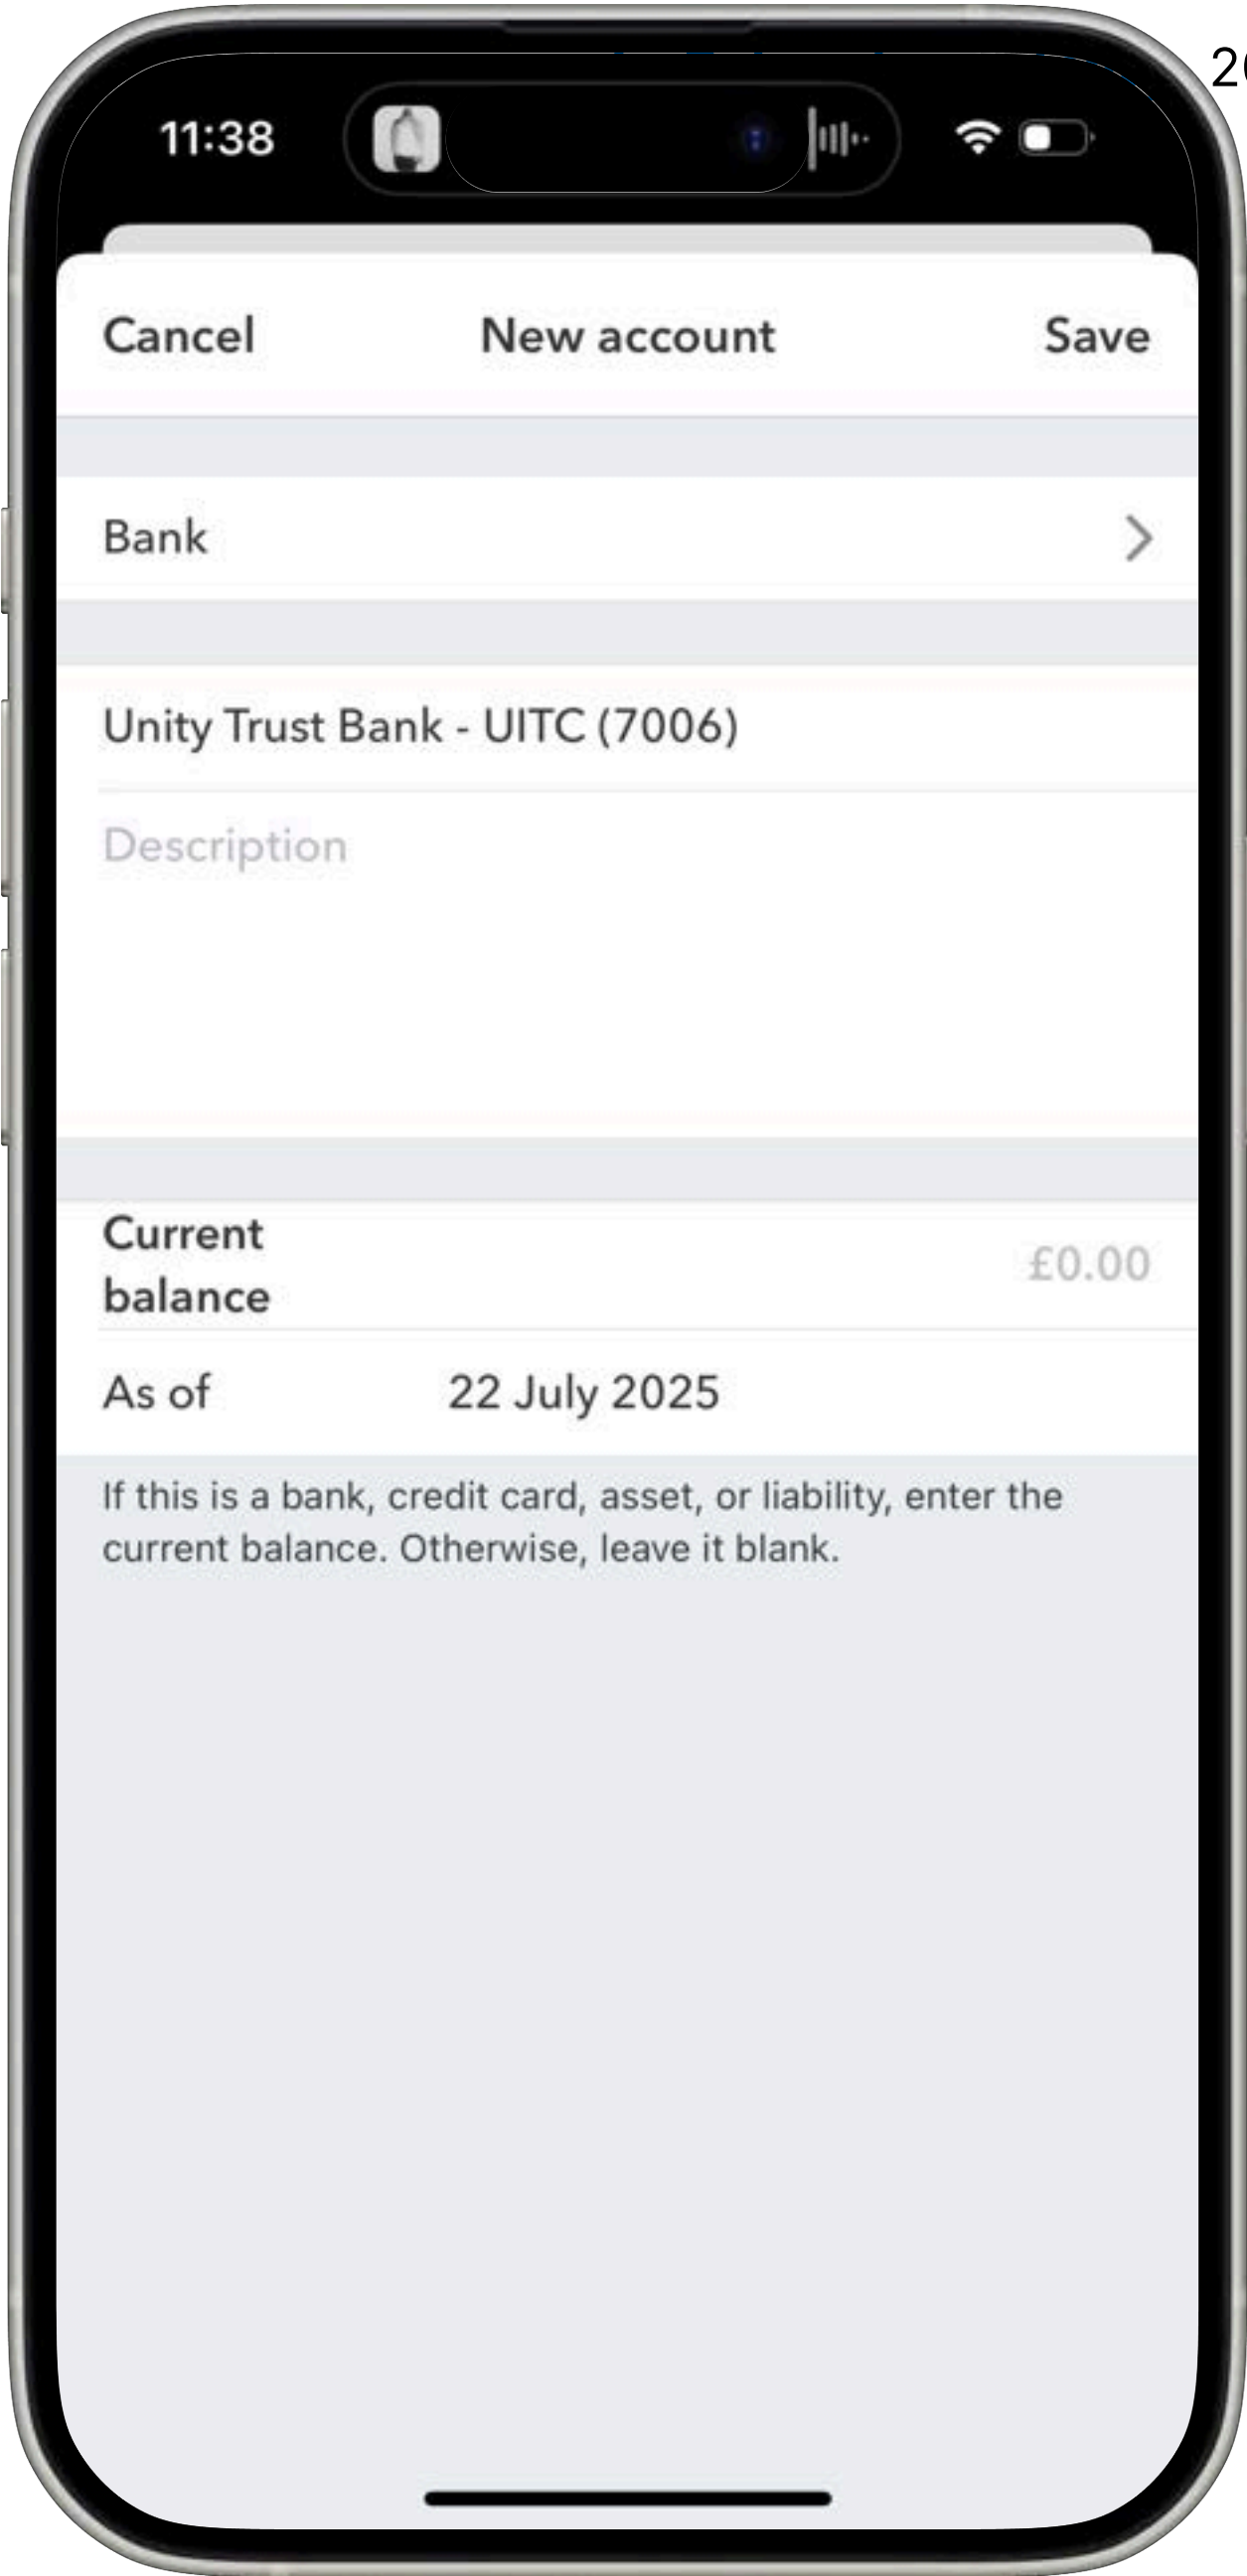 11:38
Cancel
New account
Save
Bank
Unity Trust Bank - UITC (7006)
Description
Current
balance
£0.00
As of
22 July 2025
If this is a bank, credit card, asset, or liability, enter the
current balance. Otherwise, leave it blank.